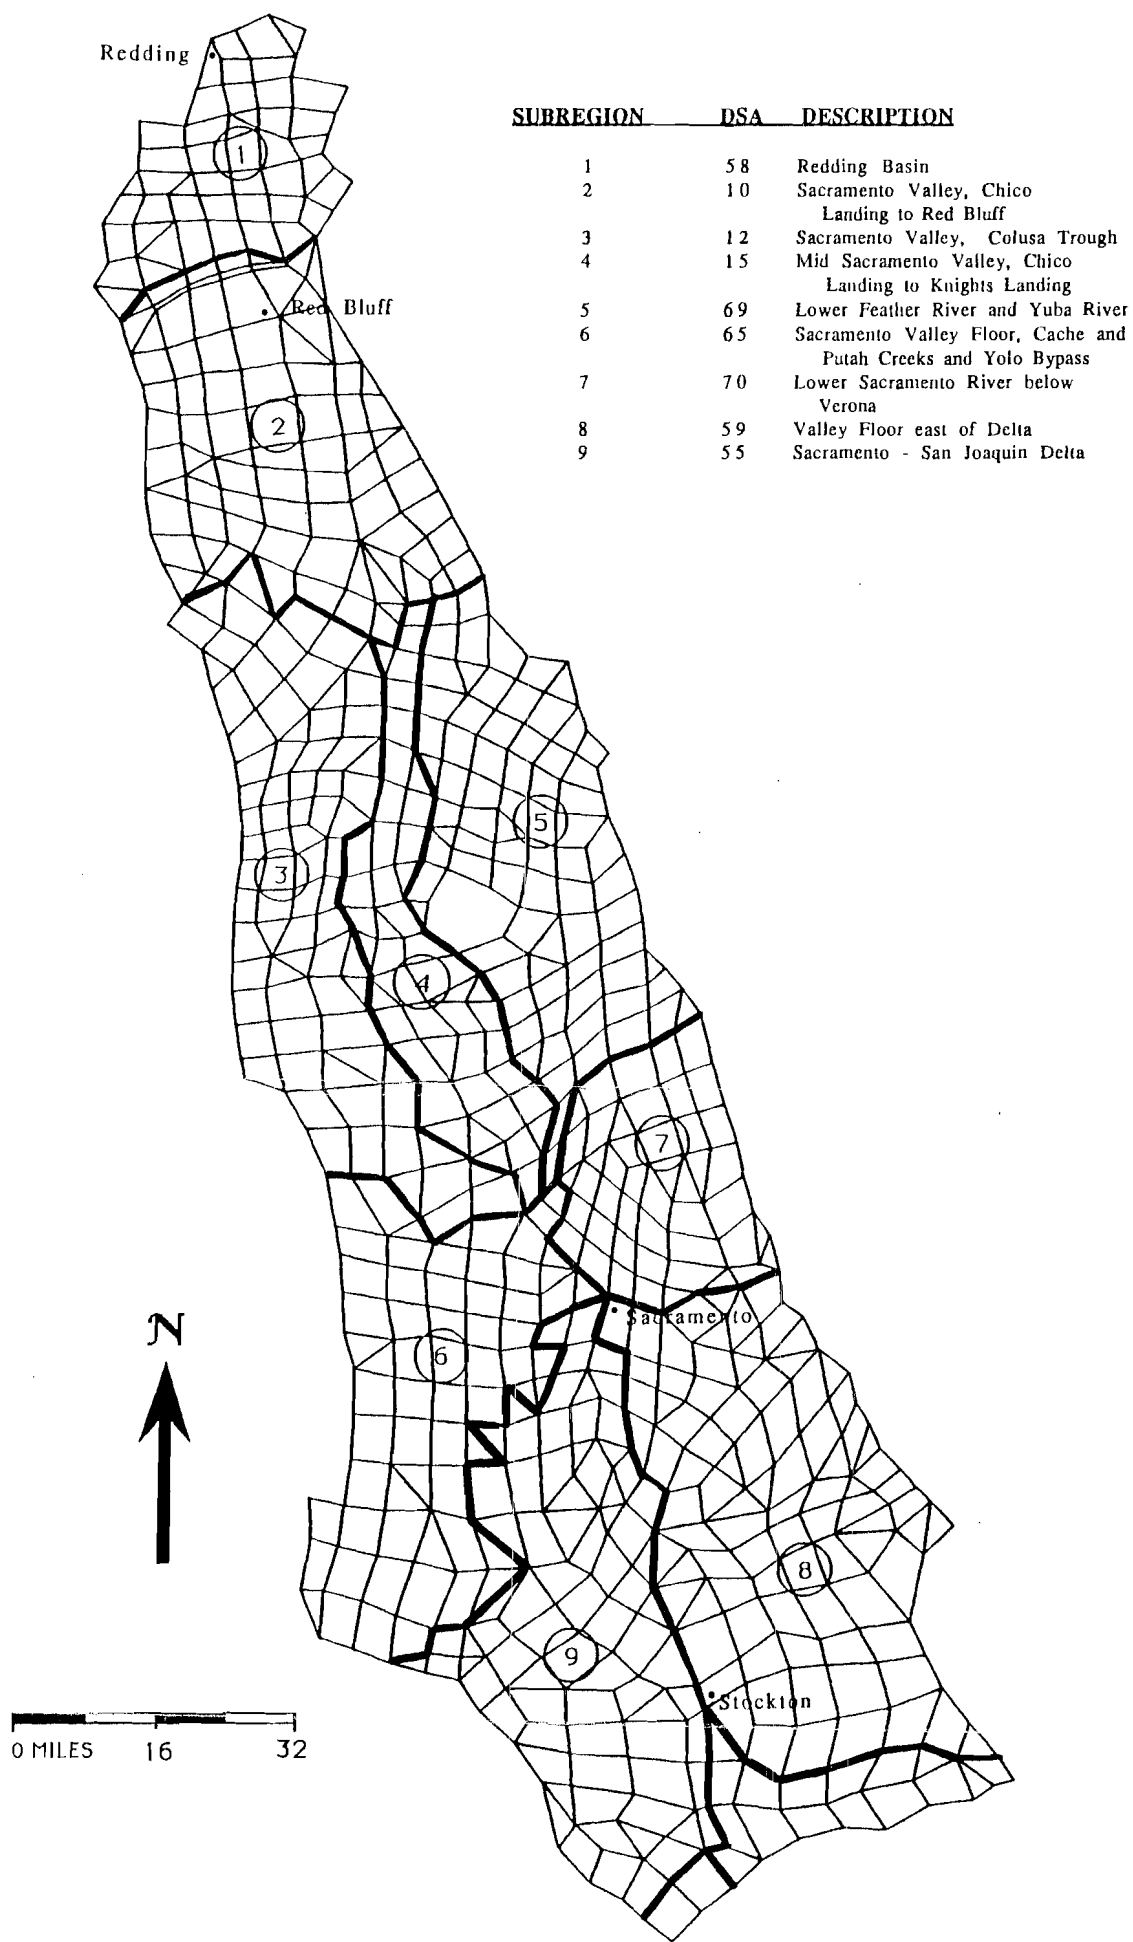 Redding
SUBREGION DSA DESCRIPTION
1 58 Redding Basin
2 10 Sacramento Valley, Chico
Landing to Red Bluff
3 12 Sacramento Valley, Colusa Trough
4 15 Mid Sacramento Valley, Chico
Landing to Knights Landing
5 69 Lower Feather River and Yuba River
6 65 Sacramento Valley Floor, Cache and
Putah Creeks and Yolo Bypass
7 70 Lower Sacramento River below
Verona
8 59 Valley Floor east of Delta
9 55 Sacramento - San Joaquin Delta
1
Red Bluff
2
5
3
4
7
N
Sacramento
6
8
9
Stockton
0 MILES 16 32